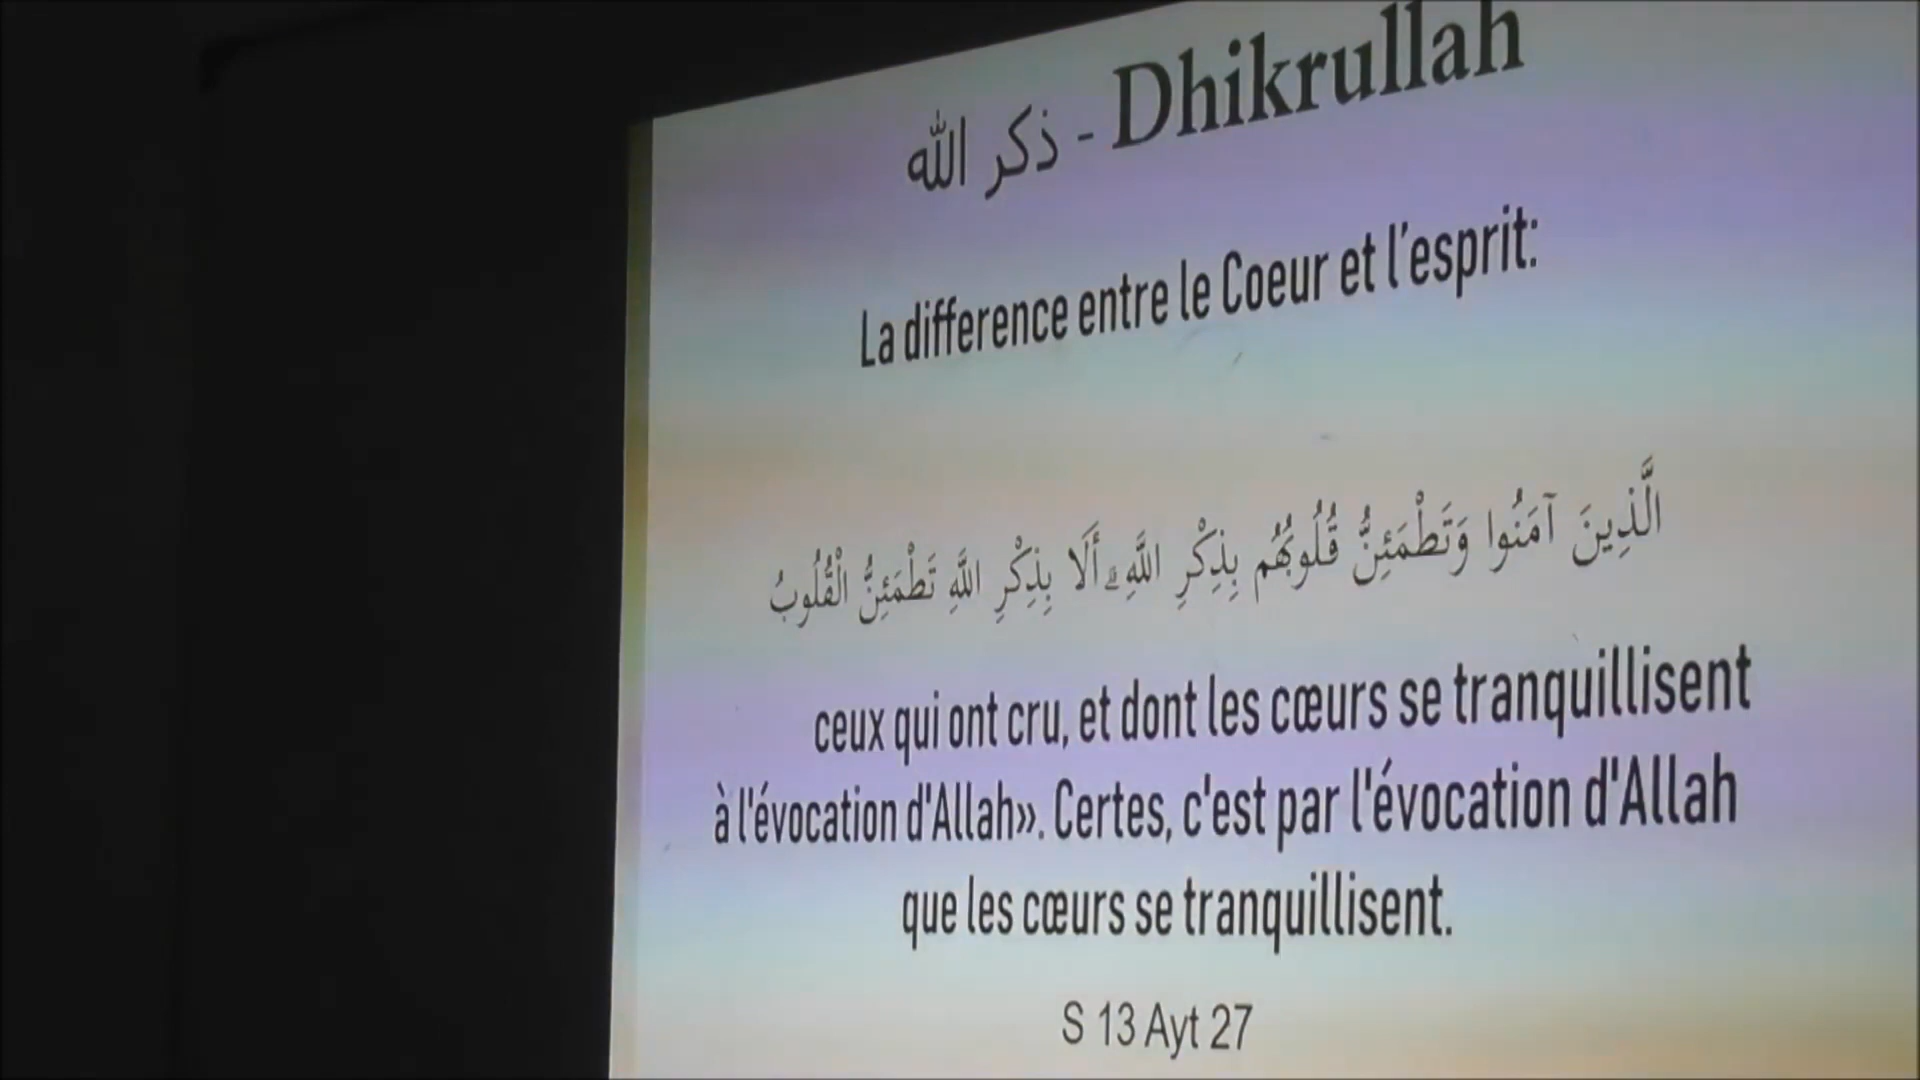 ذكر الله - Dhikrullah
La difference entre le Coeur et l'esprit:
الَّذِينَ آمَنُوا وَتَطْمَئِنُّ قُلُوبُهُم بِذِكْرِ اللَّهِ ۗ أَلَا بِذِكْرِ اللَّهِ تَطْمَئِنُّ الْقُلُوبُ
ceux qui ont cru, et dont les cœurs se tranquillisent
à l'évocation d'Allah». Certes, c'est par l'évocation d'Allah
que les cœurs se tranquillisent.
S 13 Ayt 27